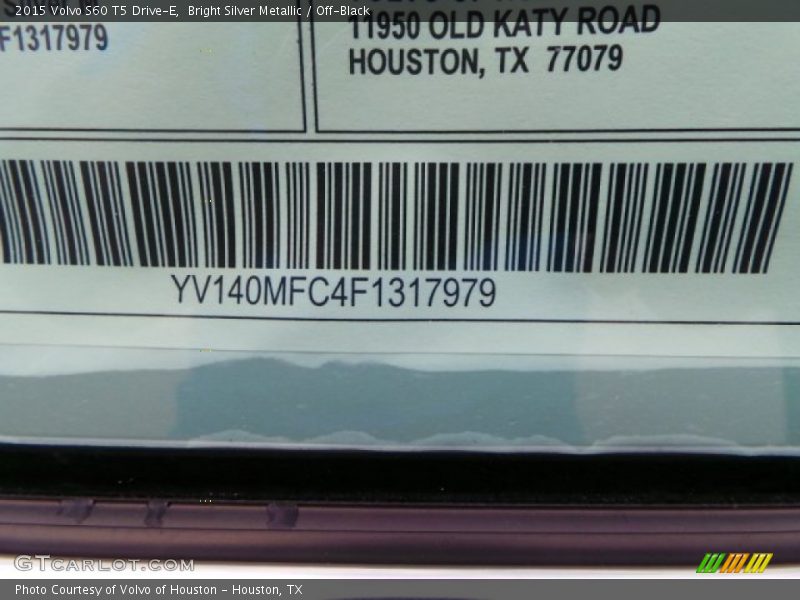 2015 Volvo S60 T5 Drive-E, Bright Silver Metallic / Off-Black
F1317979
11950 OLD KATY ROAD
HOUSTON, TX 77079
YV140MFC4F1317979
GTCARLOT.COM
Photo Courtesy of Volvo of Houston - Houston, TX